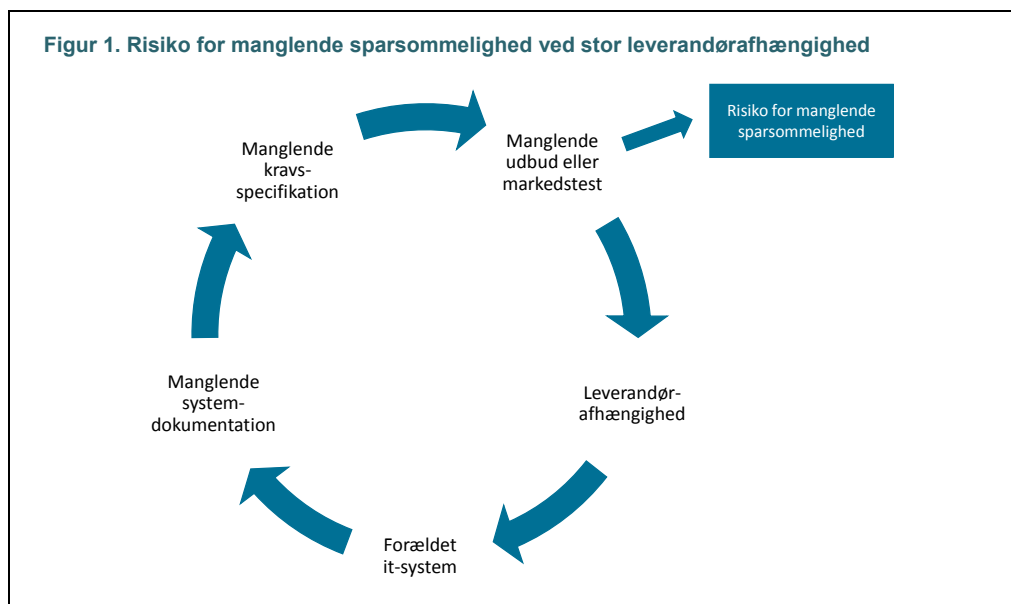 Figur 1. Risiko for manglende sparsommelighed ved stor leverandørafhængighed
Risiko for manglende
sparsommelighed
Manglende
udbud eller
markedstest
Leverandør-
afhængighed
Forældet
it-system
Manglende
system-
dokumentation
Manglende
kravs-
specifikation